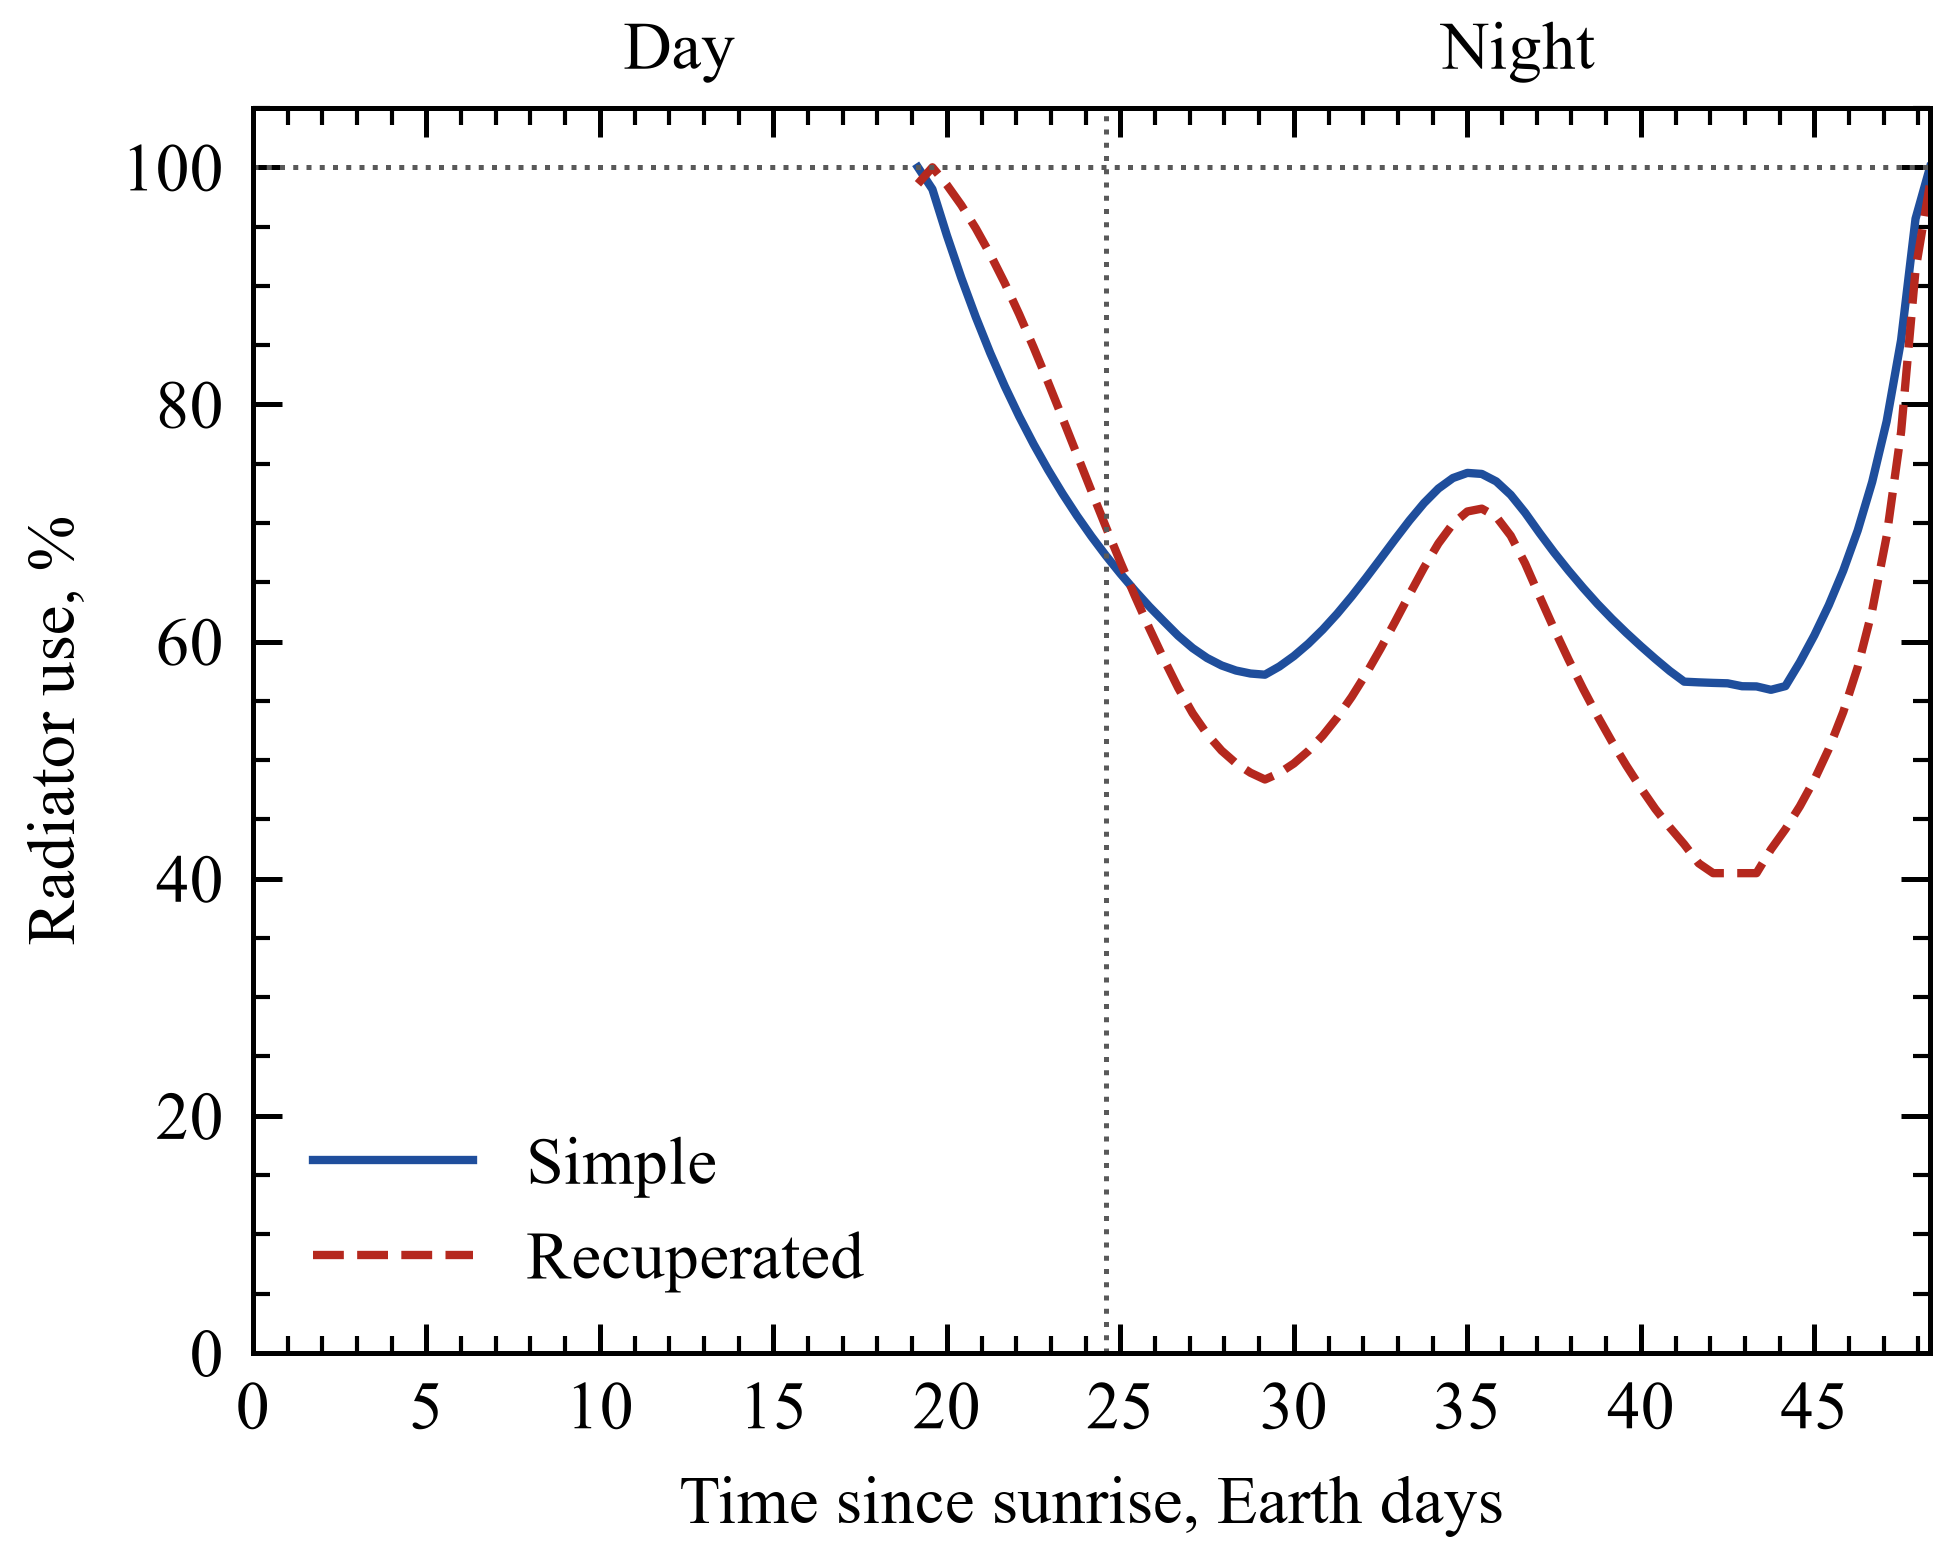 Day
Night
100
80
60
40
20
0
Radiator use, %
Simple
Recuperated
0 5 10 15 20 25 30 35 40 45
Time since sunrise, Earth days